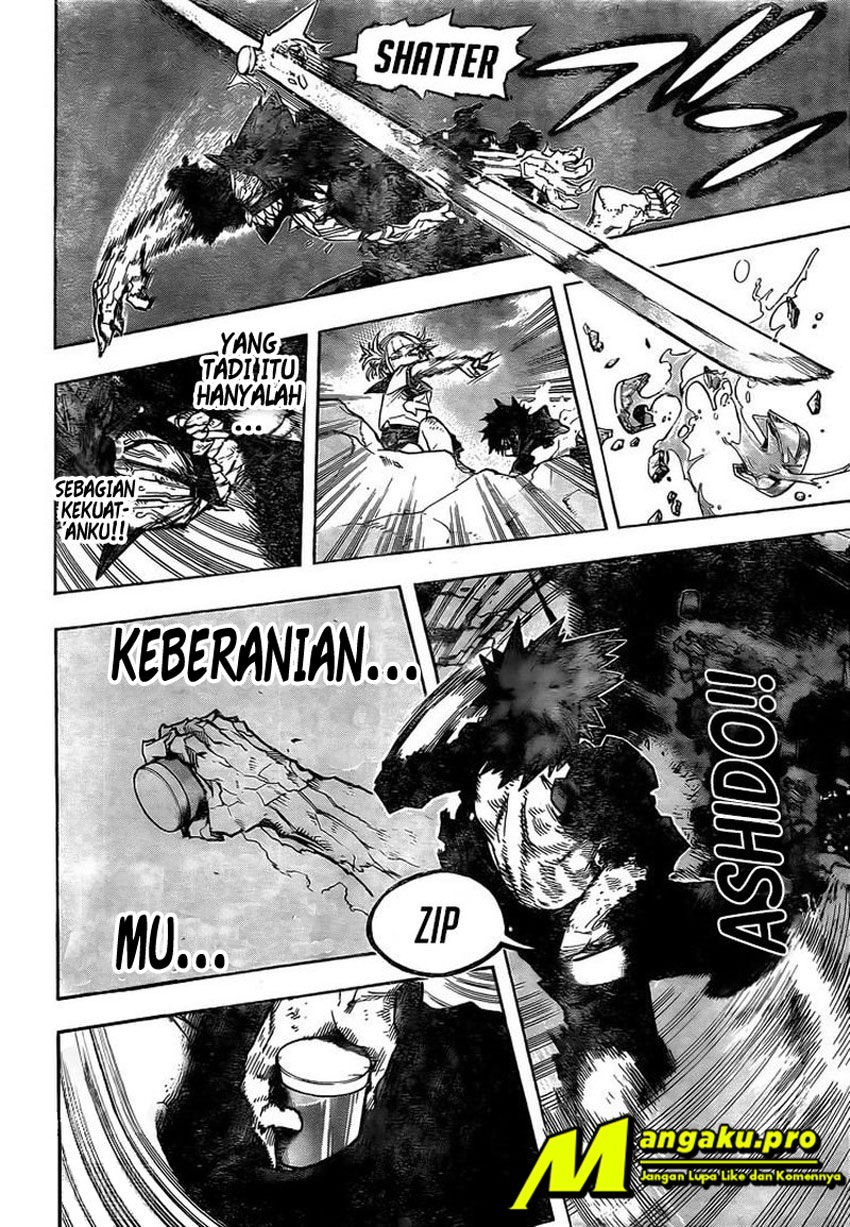 SHATTER
YANG
TADI ITU
HANYALAH
...
SEBAGIAN
KEKUAT-
ANKU!!
KEBERANIAN...
ASHIDO!!
MU...
ZIP
Mangaku.pro
Jangan Lupa Like dan Komennya